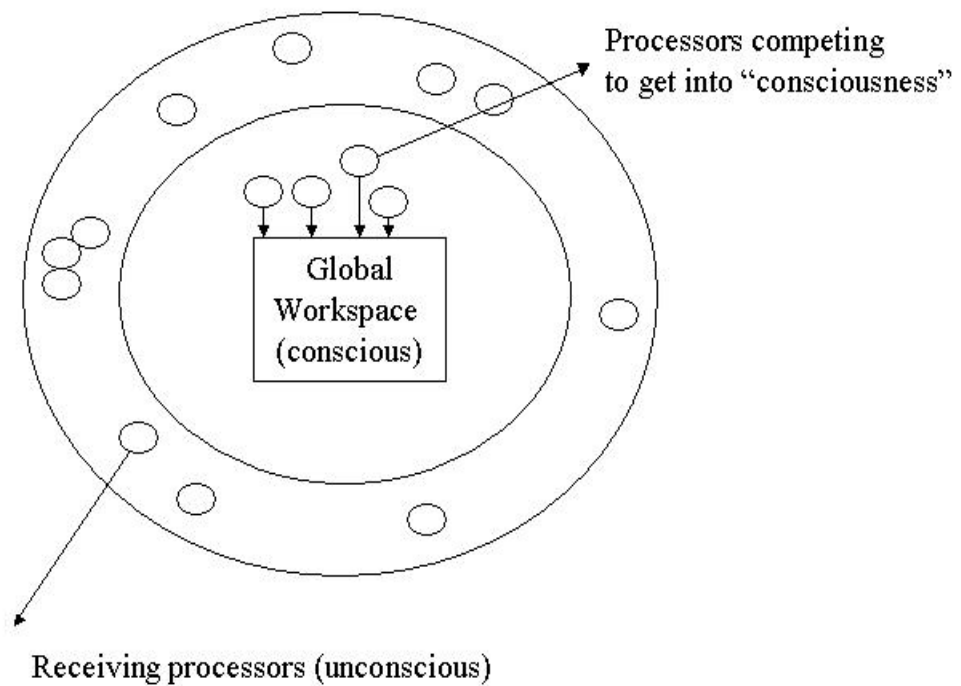 Processors competing
to get into “consciousness”
Global
Workspace
(conscious)
Receiving processors (unconscious)